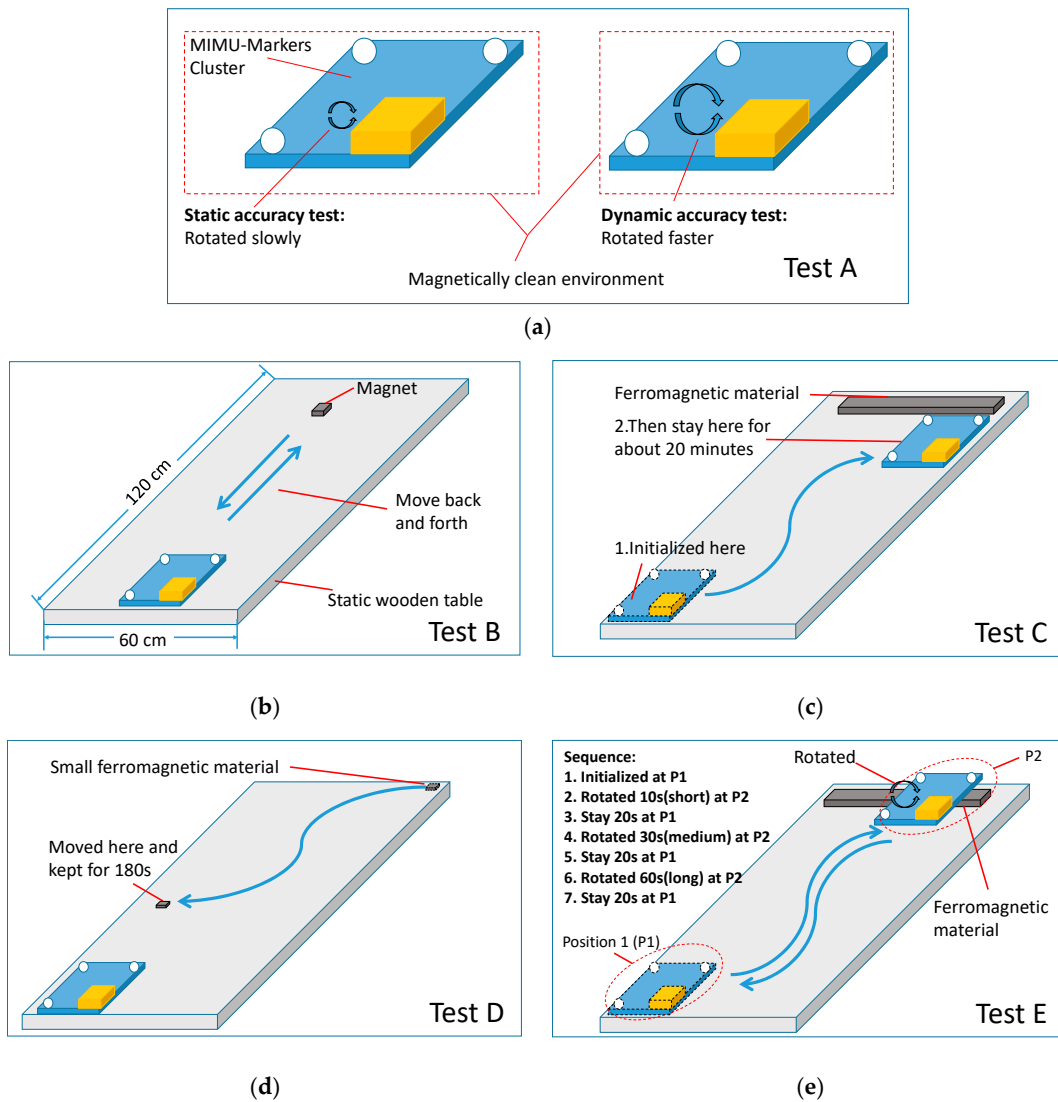 MIMU-Markers
Cluster
Static accuracy test:
Rotated slowly
Dynamic accuracy test:
Rotated faster
Magnetically clean environment
Test A
(a)
Magnet
120 cm
Move back
and forth
Static wooden table
60 cm
Test B
(b)
Ferromagnetic material
2.Then stay here for
about 20 minutes
1.Initialized here
Test C
(c)
Small ferromagnetic material
Moved here and
kept for 180s
Test D
(d)
Sequence:
1. Initialized at P1
2. Rotated 10s(short) at P2
3. Stay 20s at P1
4. Rotated 30s(medium) at P2
5. Stay 20s at P1
6. Rotated 60s(long) at P2
7. Stay 20s at P1
Rotated
P2
Ferromagnetic
material
Position 1 (P1)
Test E
(e)